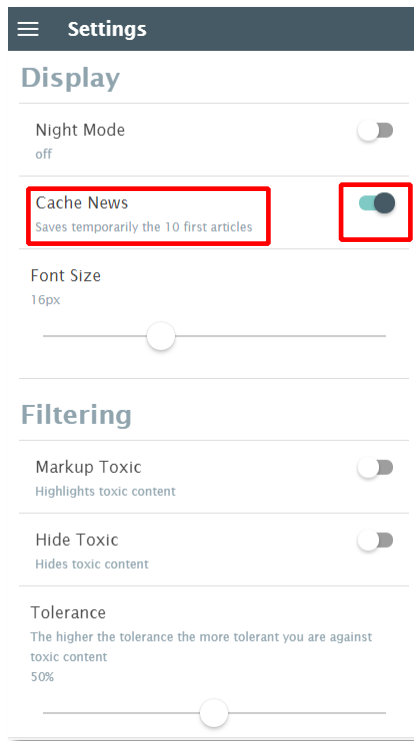 Settings
Display
Night Mode
off
Cache News
Saves temporarily the 10 first articles
Font Size
16px
Filtering
Markup Toxic
Highlights toxic content
Hide Toxic
Hides toxic content
Tolerance
The higher the tolerance the more tolerant you are against
toxic content
50%